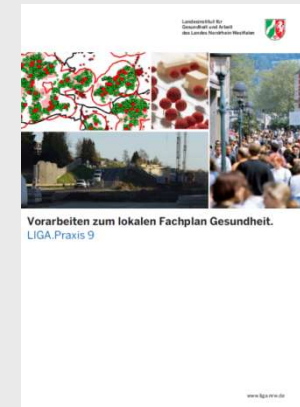 Landesinstitut für
Gesundheit und Arbeit
des Landes Nordrhein-Westfalen
Vorarbeiten zum lokalen Fachplan Gesundheit.
LIGA.Praxis 9
www.liga.nrw.de